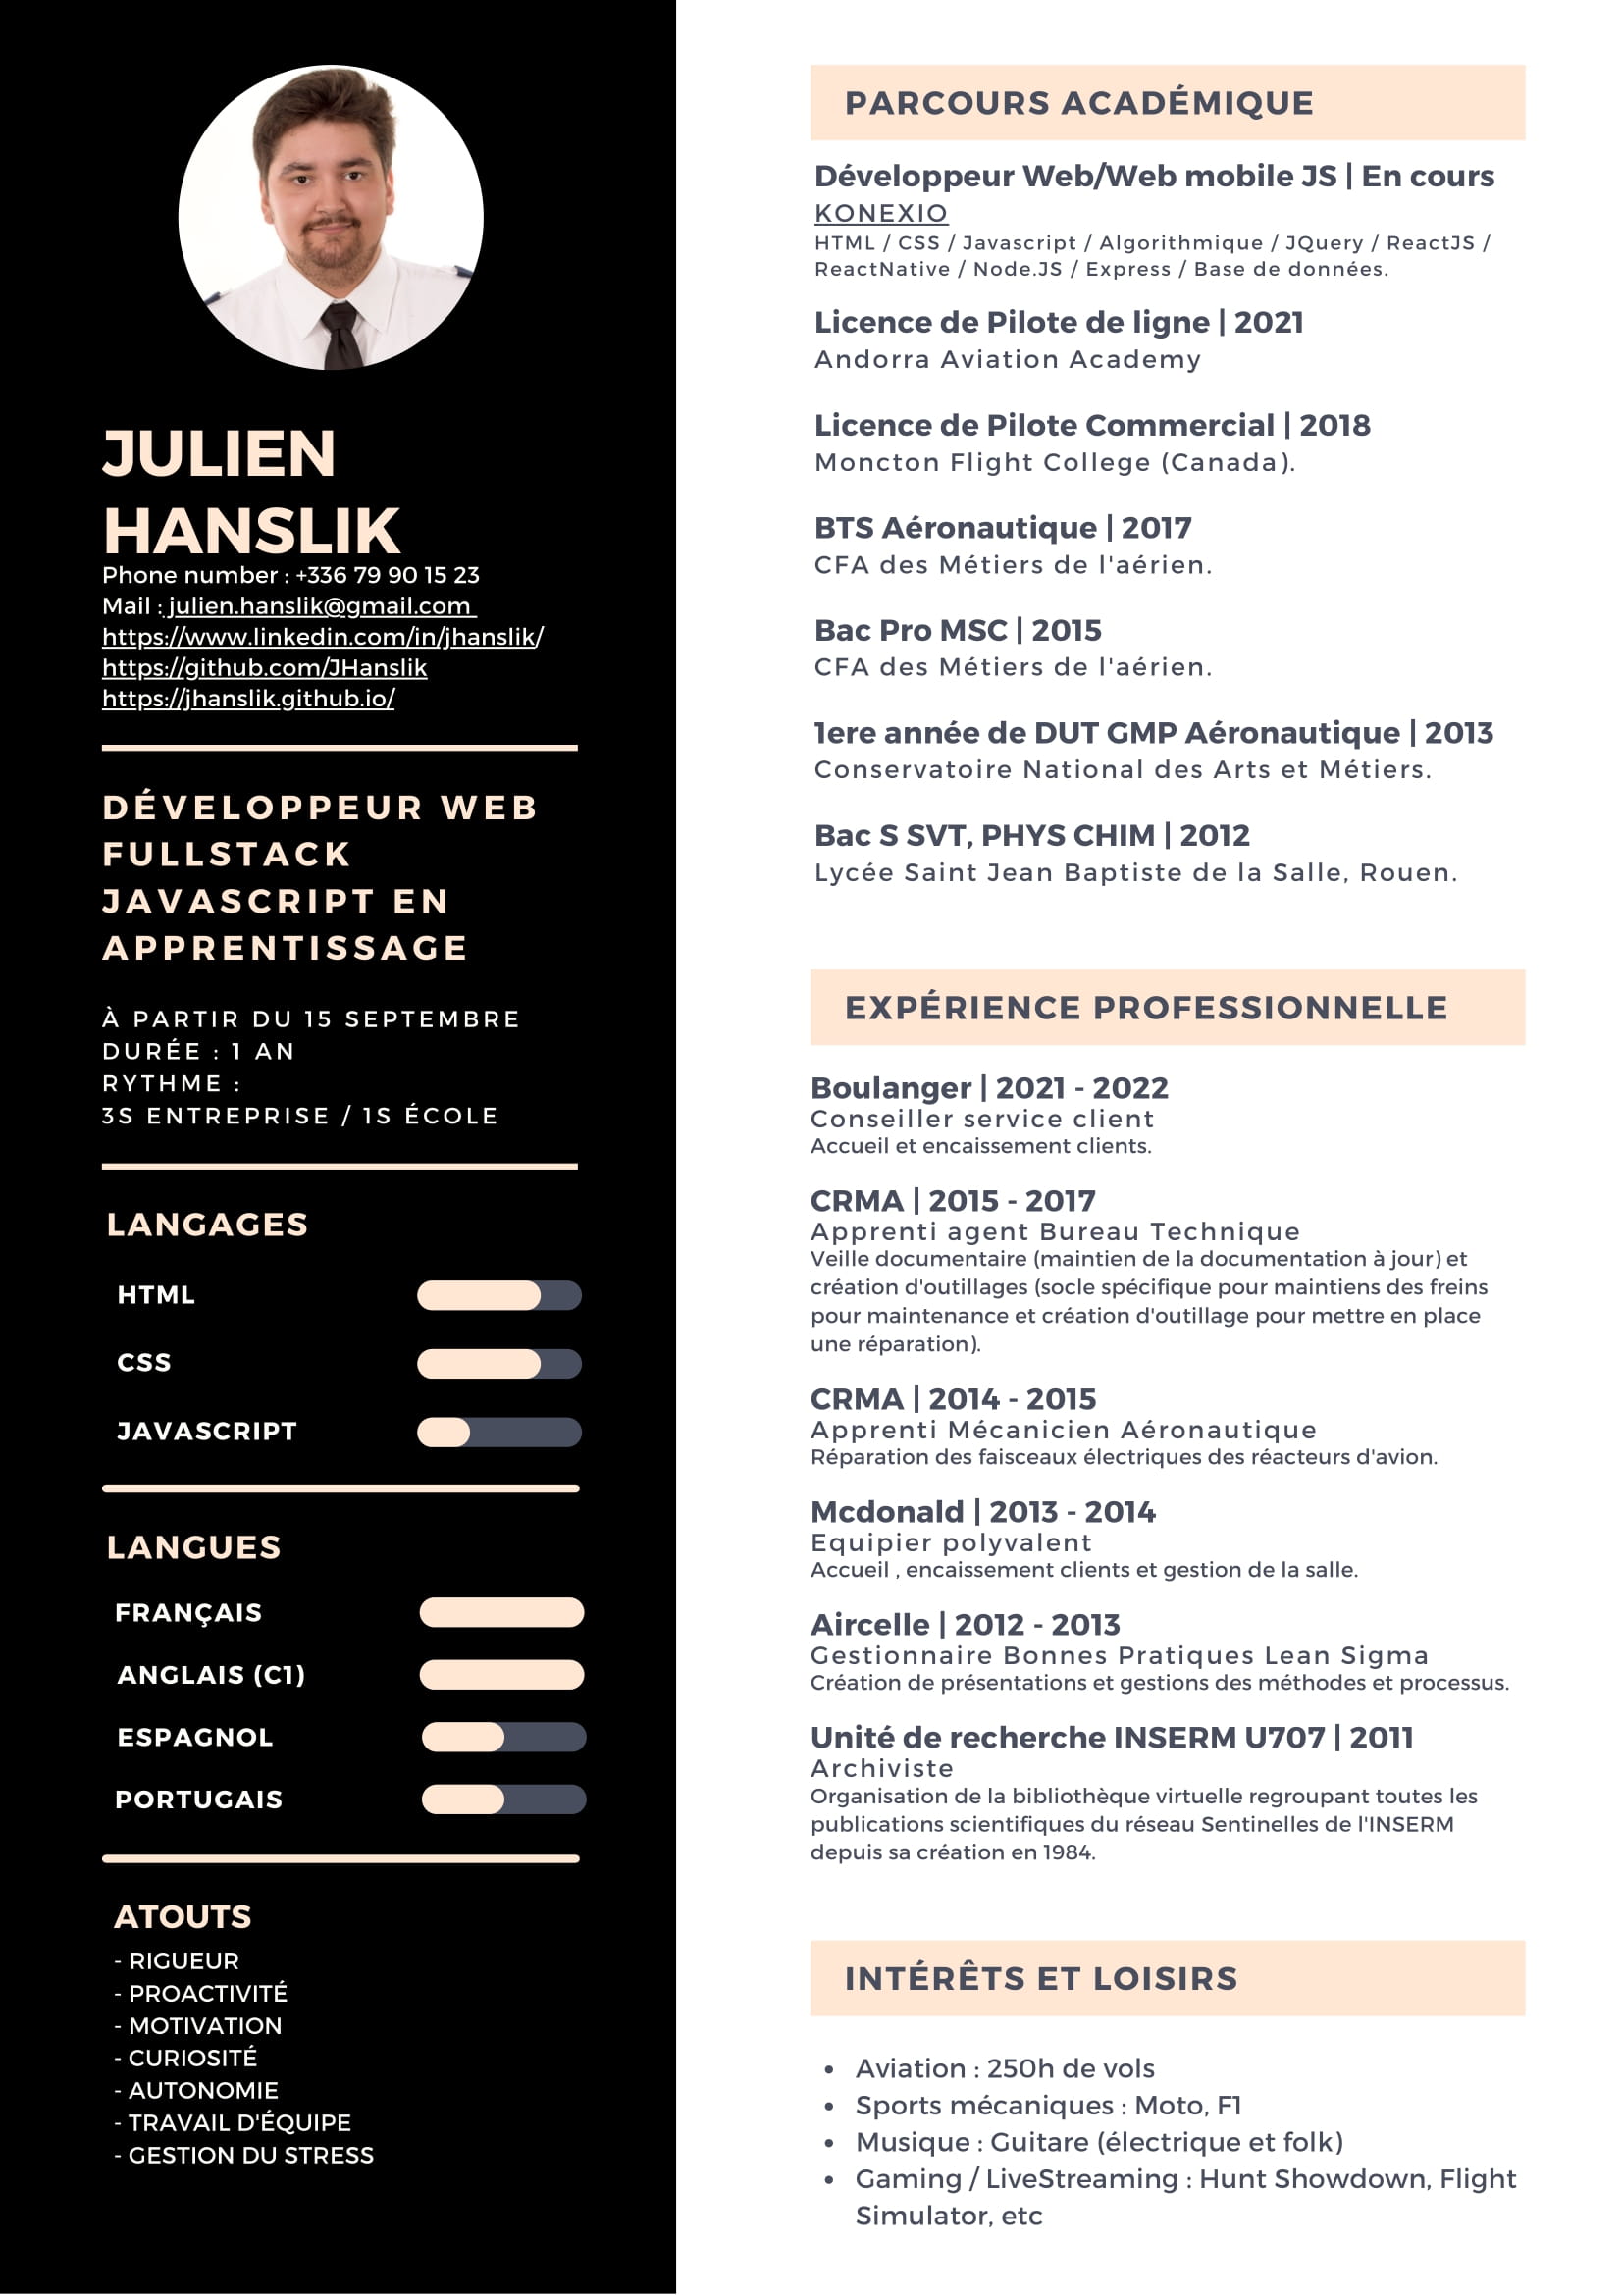 JULIEN
HANSLIK
Phone number : +336 79 90 15 23
Mail : julien.hanslik@gmail.com
https://www.linkedin.com/in/jhanslik/
https://github.com/JHanslik
https://jhanslik.github.io/
DÉVELOPPEUR WEB
FULLSTACK
JAVASCRIPT EN
APPRENTISSAGE
À PARTIR DU 15 SEPTEMBRE
DURÉE : 1 AN
RYTHME :
3S ENTREPRISE / 1S ÉCOLE
LANGAGES
HTML
CSS
JAVASCRIPT
LANGUES
FRANÇAIS
ANGLAIS (C1)
ESPAGNOL
PORTUGAIS
ATOUTS
- RIGUEUR
- PROACTIVITÉ
- MOTIVATION
- CURIOSITÉ
- AUTONOMIE
- TRAVAIL D'ÉQUIPE
- GESTION DU STRESS
PARCOURS ACADÉMIQUE
Développeur Web/Web mobile JS | En cours
KONEXIO
HTML / CSS / Javascript / Algorithmique / JQuery / ReactJS /
ReactNative / Node.JS / Express / Base de données.
Licence de Pilote de ligne | 2021
Andorra Aviation Academy
Licence de Pilote Commercial | 2018
Moncton Flight College (Canada).
BTS Aéronautique | 2017
CFA des Métiers de l'aérien.
Bac Pro MSC | 2015
CFA des Métiers de l'aérien.
1ere année de DUT GMP Aéronautique | 2013
Conservatoire National des Arts et Métiers.
Bac S SVT, PHYS CHIM | 2012
Lycée Saint Jean Baptiste de la Salle, Rouen.
EXPÉRIENCE PROFESSIONNELLE
Boulanger | 2021 - 2022
Conseiller service client
Accueil et encaissement clients.
CRMA | 2015 - 2017
Apprenti agent Bureau Technique
Veille documentaire (maintien de la documentation à jour) et
création d'outillages (socle spécifique pour maintiens des freins
pour maintenance et création d'outillage pour mettre en place
une réparation).
CRMA | 2014 - 2015
Apprenti Mécanicien Aéronautique
Réparation des faisceaux électriques des réacteurs d'avion.
Mcdonald | 2013 - 2014
Equipier polyvalent
Accueil , encaissement clients et gestion de la salle.
Aircelle | 2012 - 2013
Gestionnaire Bonnes Pratiques Lean Sigma
Création de présentations et gestions des méthodes et processus.
Unité de recherche INSERM U707 | 2011
Archiviste
Organisation de la bibliothèque virtuelle regroupant toutes les
publications scientifiques du réseau Sentinelles de l'INSERM
depuis sa création en 1984.
INTÉRÊTS ET LOISIRS
• Aviation : 250h de vols
• Sports mécaniques : Moto, F1
• Musique : Guitare (électrique et folk)
• Gaming / LiveStreaming : Hunt Showdown, Flight
Simulator, etc